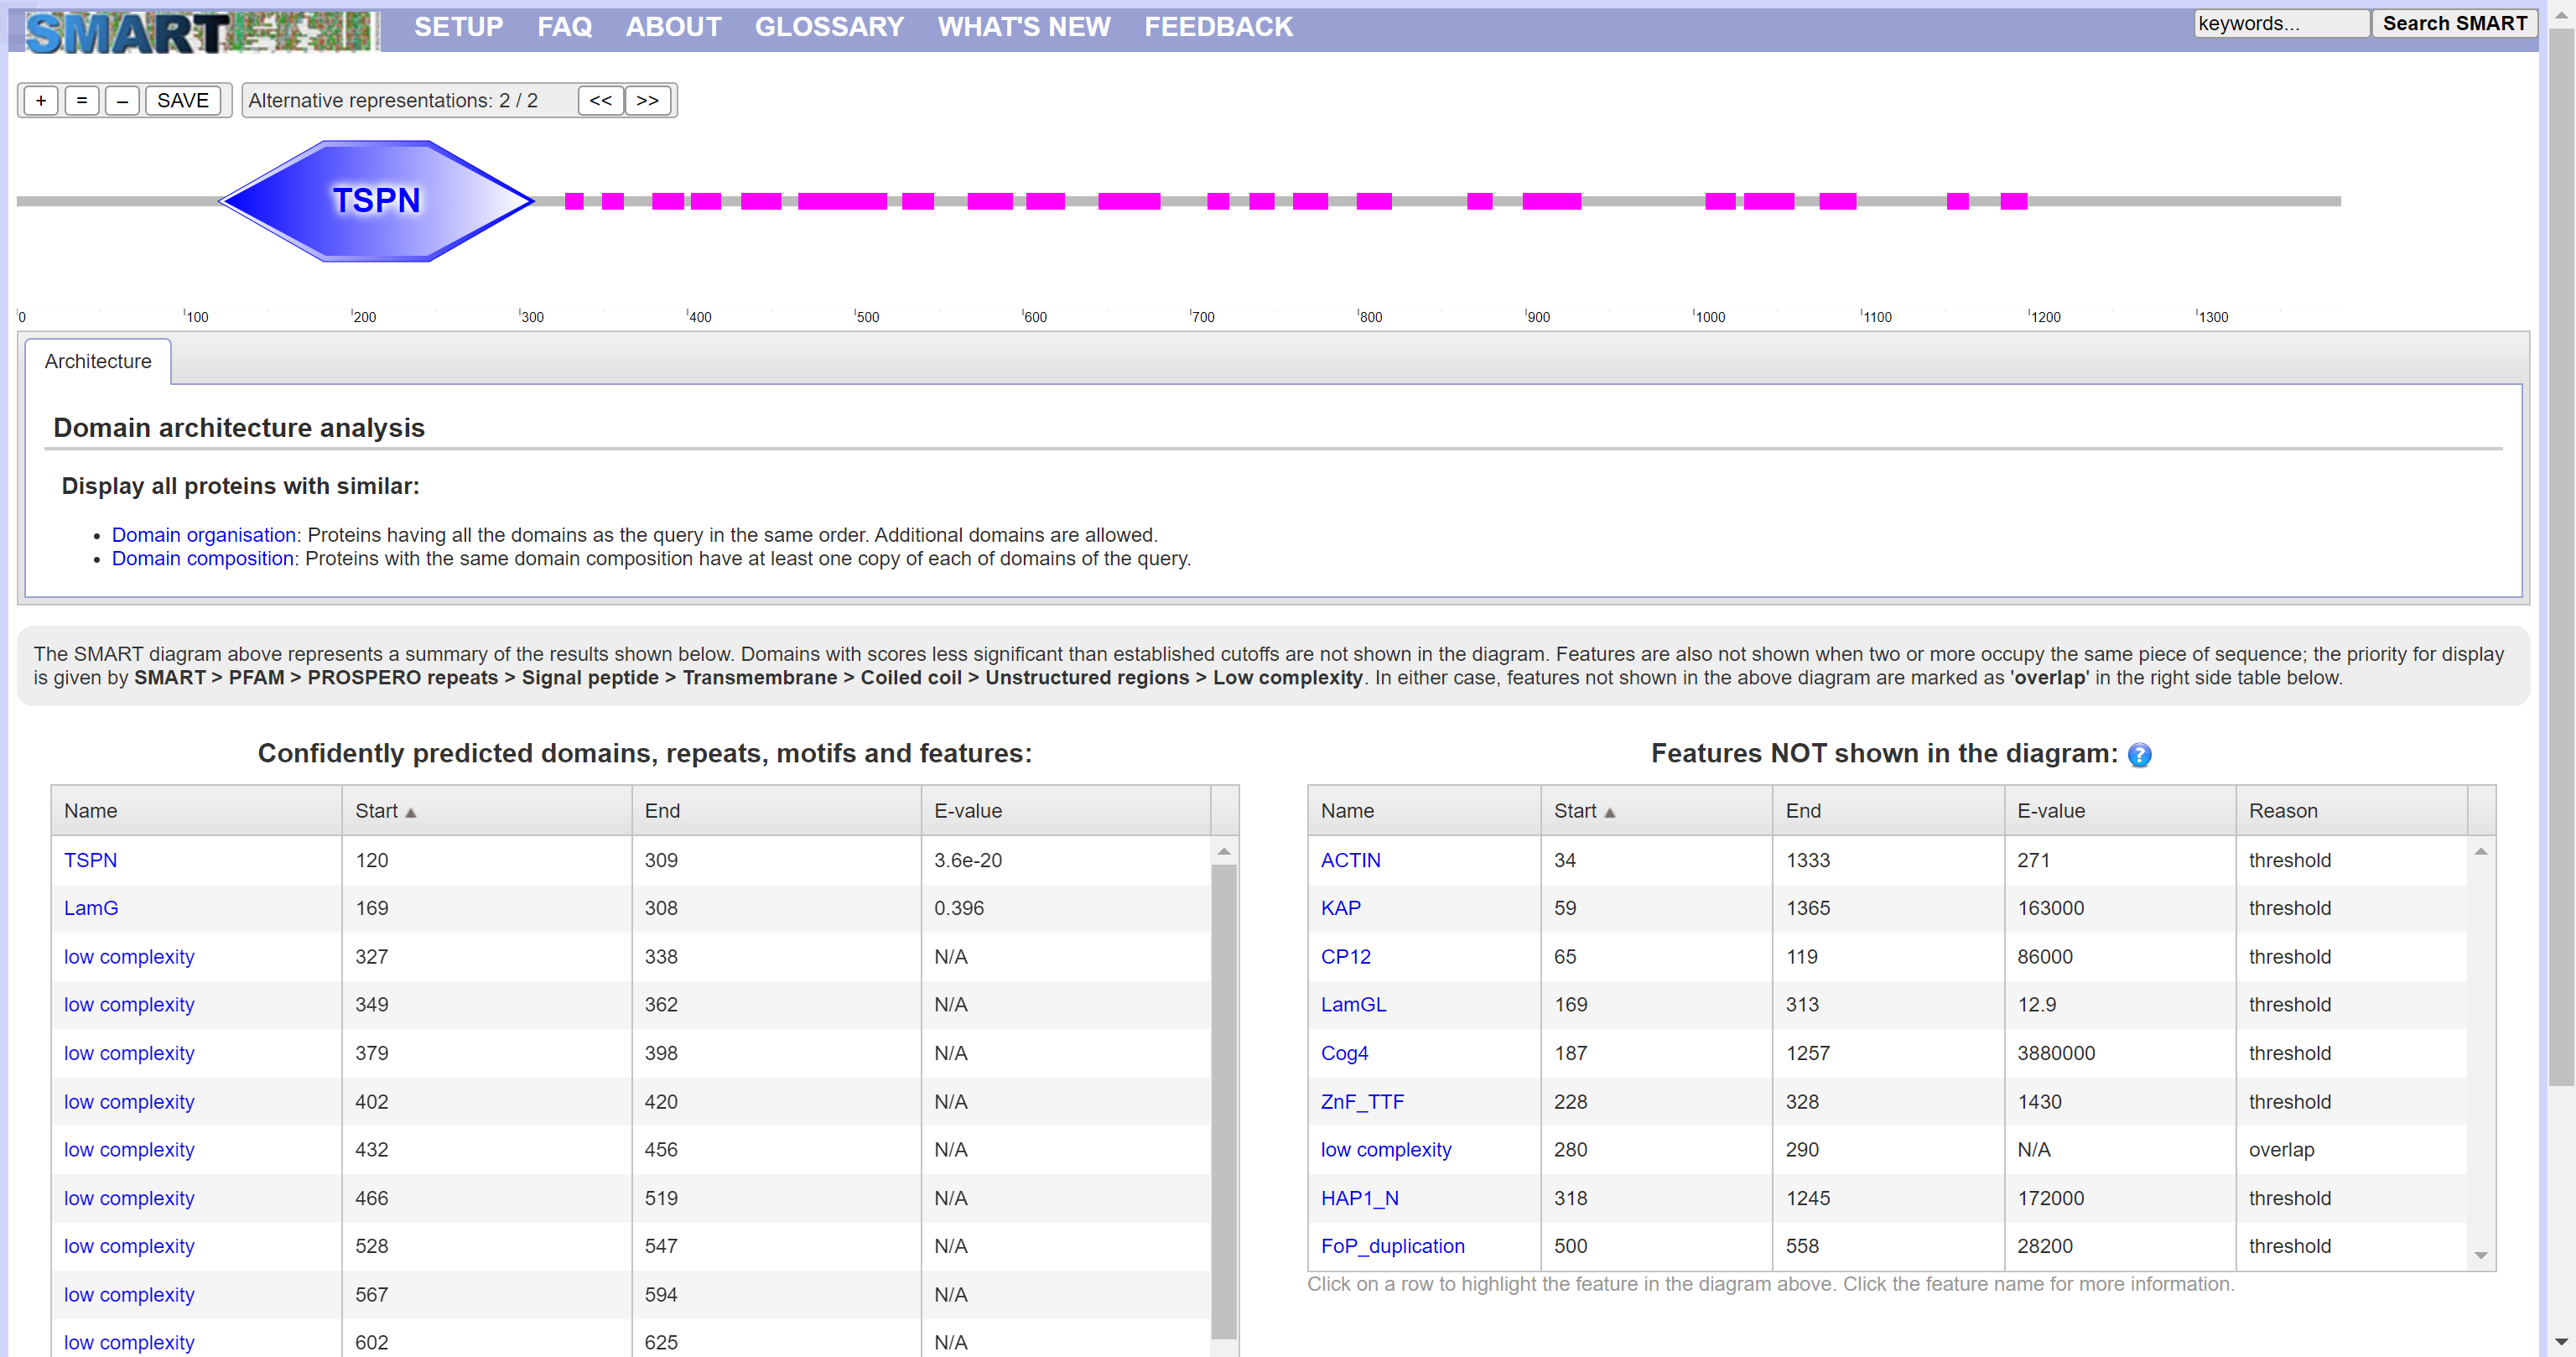 SMART SETUP FAQ ABOUT GLOSSARY WHAT'S NEW FEEDBACK keywords... Search SMART
+ = – SAVE Alternative representations: 2 / 2 << >>
TSPN
0 100 200 300 400 500 600 700 800 900 1000 1100 1200 1300
Architecture
Domain architecture analysis
Display all proteins with similar:
• Domain organisation: Proteins having all the domains as the query in the same order. Additional domains are allowed.
• Domain composition: Proteins with the same domain composition have at least one copy of each of domains of the query.
The SMART diagram above represents a summary of the results shown below. Domains with scores less significant than established cutoffs are not shown in the diagram. Features are also not shown when two or more occupy the same piece of sequence; the priority for display
is given by SMART > PFAM > PROSPERO repeats > Signal peptide > Transmembrane > Coiled coil > Unstructured regions > Low complexity. In either case, features not shown in the above diagram are marked as 'overlap' in the right side table below.
Confidently predicted domains, repeats, motifs and features:
Name Start End E-value
TSPN 120 309 3.6e-20
LamG 169 308 0.396
low complexity 327 338 N/A
low complexity 349 362 N/A
low complexity 379 398 N/A
low complexity 402 420 N/A
low complexity 432 456 N/A
low complexity 466 519 N/A
low complexity 528 547 N/A
low complexity 567 594 N/A
low complexity 602 625 N/A
Features NOT shown in the diagram: ?
Name Start End E-value Reason
ACTIN 34 1333 271 threshold
KAP 59 1365 163000 threshold
CP12 65 119 86000 threshold
LamGL 169 313 12.9 threshold
Cog4 187 1257 3880000 threshold
ZnF_TTF 228 328 1430 threshold
low complexity 280 290 N/A overlap
HAP1_N 318 1245 172000 threshold
FoP_duplication 500 558 28200 threshold
Click on a row to highlight the feature in the diagram above. Click the feature name for more information.